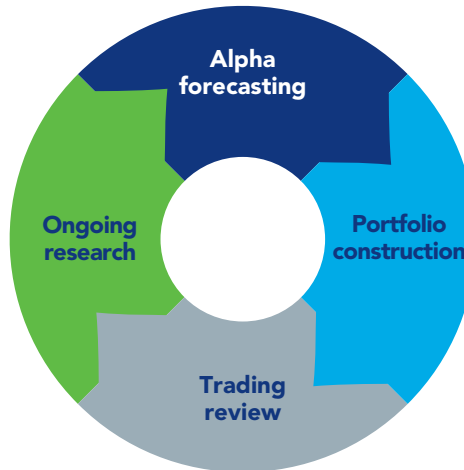 Alpha
forecasting
Ongoing
research
Portfolio
construction
Trading
review